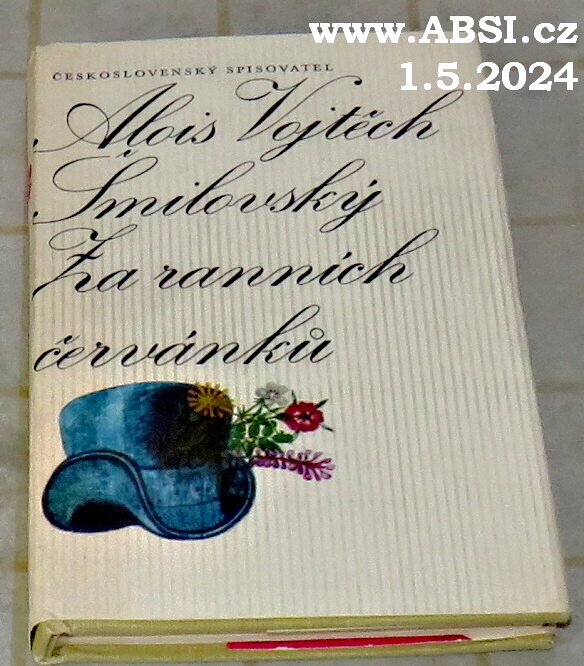 www.ABSI.cz
1.5.2024
ČESKOSLOVENSKÝ SPISOVATEL
Alois Vojtěch
Šmilovský
Za ranních
červánků